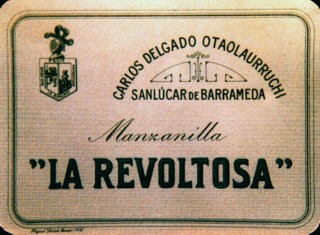 CARLOS DELGADO OTAOLAURRUCHI
SANLÚCAR DE BARRAMEDA
Manzanilla
"LA REVOLTOSA"